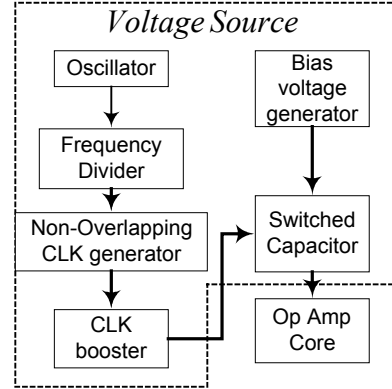 Voltage Source
Oscillator
Frequency
Divider
Non-Overlapping
CLK generator
CLK
booster
Bias
voltage
generator
Switched
Capacitor
Op Amp
Core